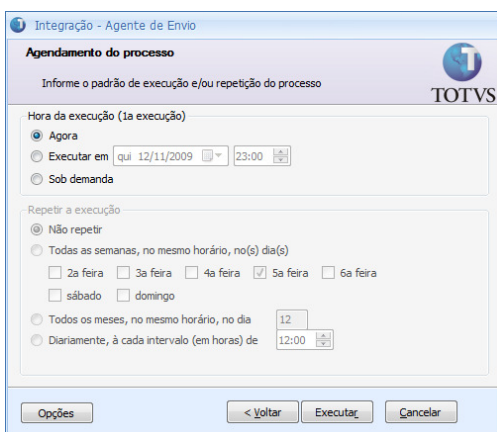 Integração - Agente de Envio
Agendamento do processo
Informe o padrão de execução e/ou repetição do processo
TOTVS
Hora da execução (1a execução)
Agora
Executar em qui 12/11/2009 23:00
Sob demanda
Repetir a execução
Não repetir
Todas as semanas, no mesmo horário, no(s) dia(s)
2a feira 3a feira 4a feira 5a feira 6a feira
sábado domingo
Todos os meses, no mesmo horário, no dia 12
Diariamente, à cada intervalo (em horas) de 12:00
Opções < Voltar Executar Cancelar